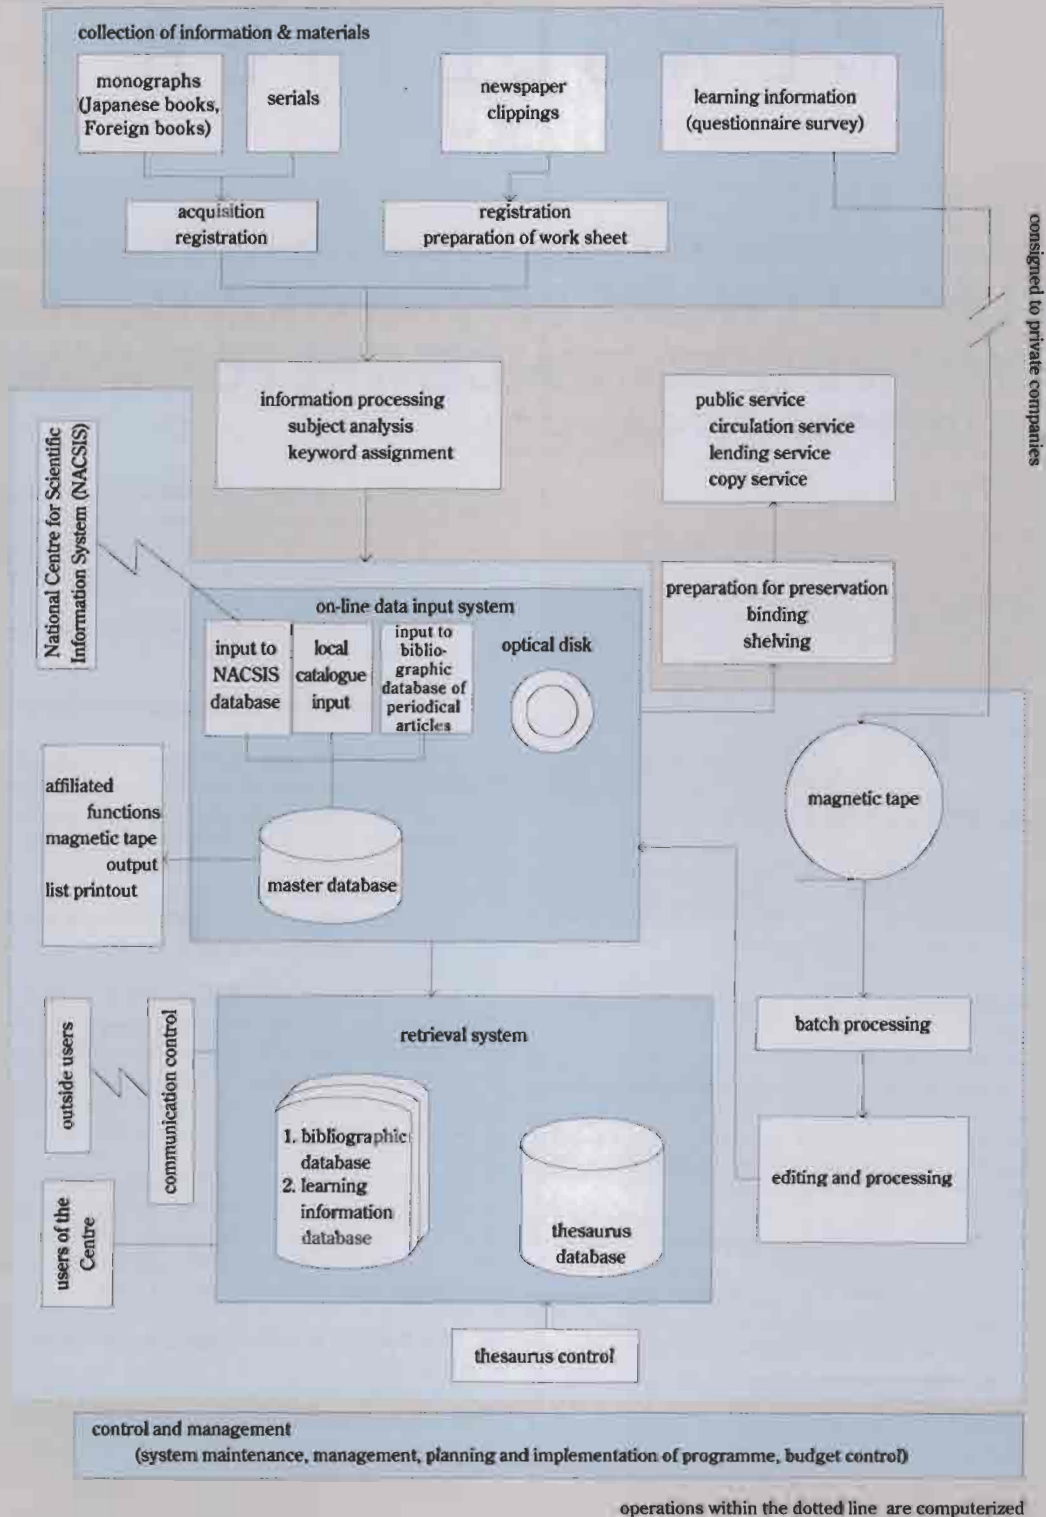 collection of information & materials
monographs
(Japanese books,
Foreign books)
serials
newspaper
clippings
learning information
(questionnaire survey)
acquisition
registration
registration
preparation of work sheet
consigned to private companies
information processing
subject analysis
keyword assignment
public service
circulation service
lending service
copy service
National Centre for Scientific
Information System (NACSIS)
preparation for preservation
binding
shelving
on-line data input system
input to
NACSIS
database
local
catalogue
input
input to
biblio-
graphic
database of
periodical
articles
optical disk
magnetic tape
affiliated
functions
magnetic tape
output
list printout
master database
batch processing
retrieval system
outside users
communication control
1. bibliographic
database
2. learning
information
database
thesaurus
database
editing and processing
users of the
Centre
thesaurus control
control and management
(system maintenance, management, planning and implementation of programme, budget control)
operations within the dotted line are computerized